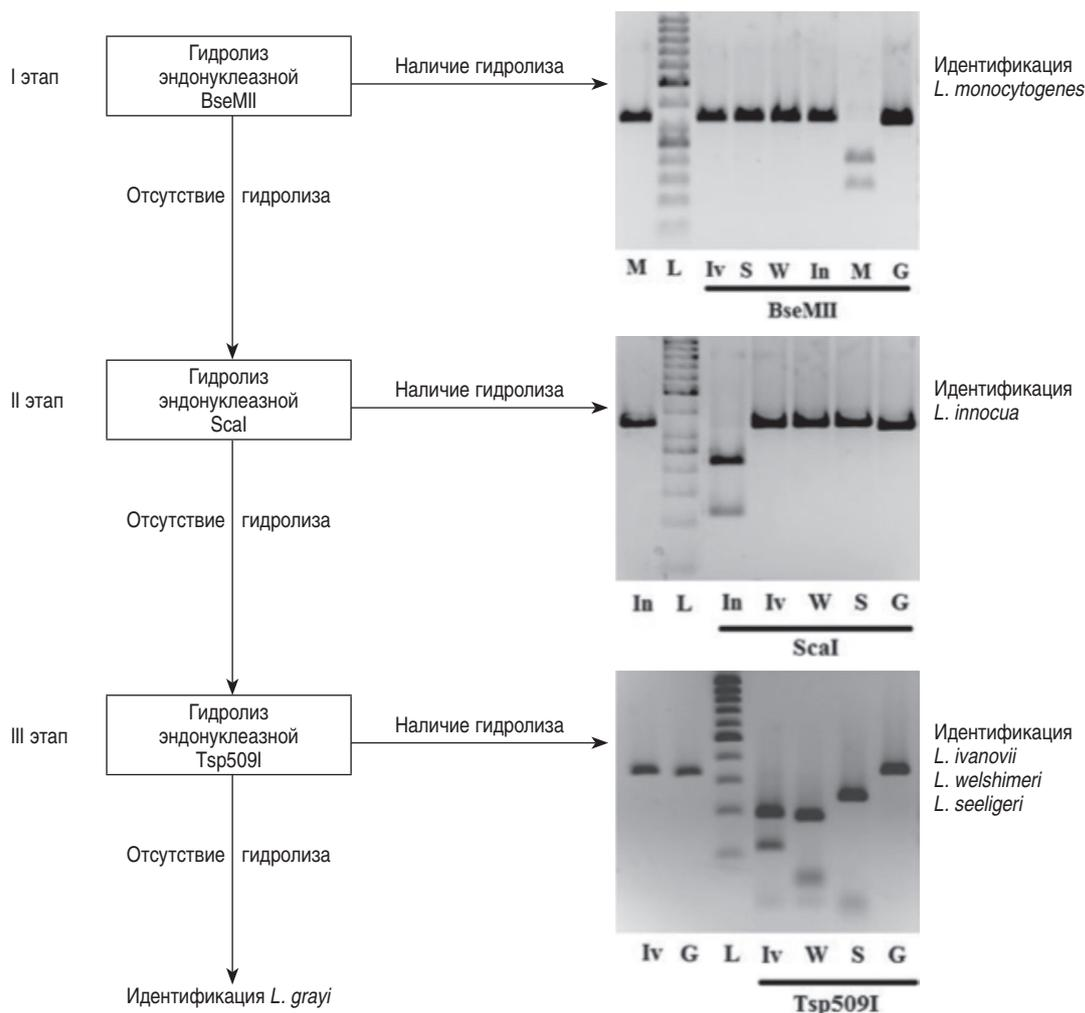 I этап
Гидролиз
эндонуклеазной
BseMII
Наличие гидролиза
Идентификация
L. monocytogenes
Отсутствие гидролиза
M L Iv S W In M G
BseMII
II этап
Гидролиз
эндонуклеазной
ScaI
Наличие гидролиза
Идентификация
L. innocua
Отсутствие гидролиза
In L In Iv W S G
ScaI
III этап
Гидролиз
эндонуклеазной
Tsp509I
Наличие гидролиза
Идентификация
L. ivanovii
L. welshimeri
L. seeligeri
Отсутствие гидролиза
Iv G L Iv W S G
Tsp509I
Идентификация L. grayi